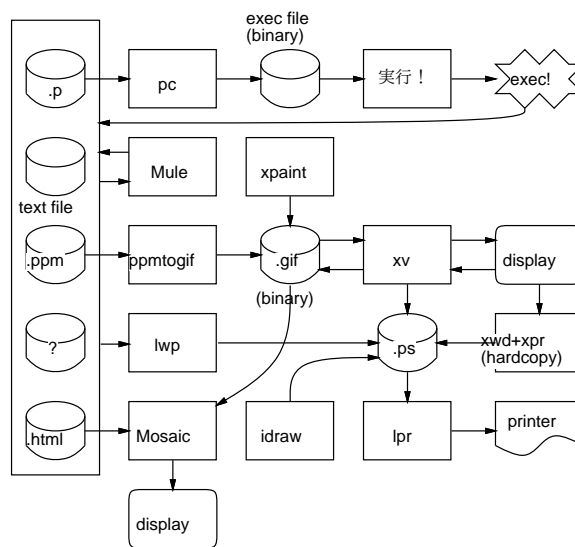 exec file
(binary)
.p
pc
実行！
exec!
Mule
xpaint
text file
.ppm
ppmtogif
.gif
(binary)
xv
display
?
lwp
.ps
xwd+xpr
(hardcopy)
.html
Mosaic
idraw
lpr
printer
display